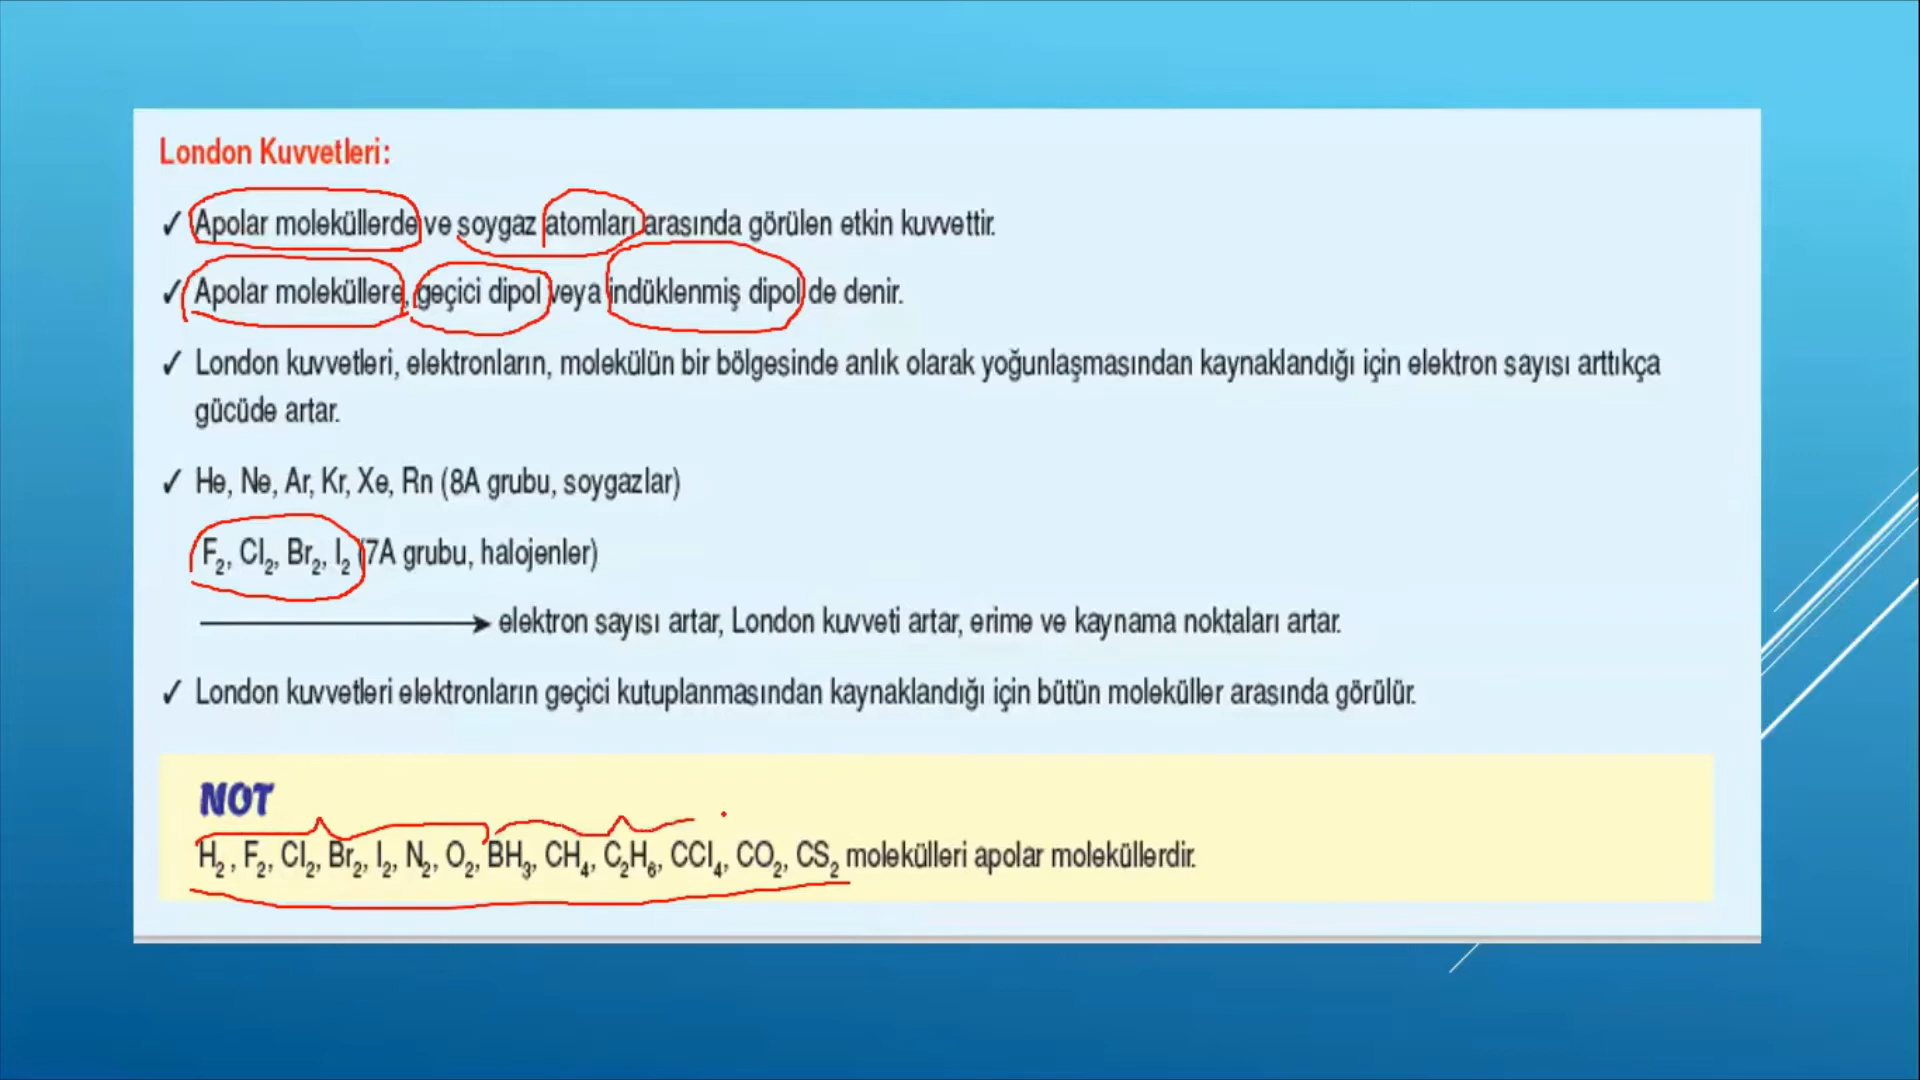 London Kuvvetleri:
✓ Apolar moleküllerde ve soygaz atomları arasında görülen etkin kuvvettir.
✓ Apolar moleküllere, geçici dipol veya indüklenmiş dipol de denir.
✓ London kuvvetleri, elektronların, molekülün bir bölgesinde anlık olarak yoğunlaşmasından kaynaklandığı için elektron sayısı arttıkça
gücüde artar.
✓ He, Ne, Ar, Kr, Xe, Rn (8A grubu, soygazlar)
F₂, Cl₂, Br₂, I₂ (7A grubu, halojenler)
→ elektron sayısı artar, London kuvveti artar, erime ve kaynama noktaları artar.
✓ London kuvvetleri elektronların geçici kutuplanmasından kaynaklandığı için bütün moleküller arasında görülür.
NOT
H₂ , F₂, Cl₂, Br₂, I₂, N₂, O₂, BH₃, CH₄, C₂H₆, CCl₄, CO₂, CS₂ molekülleri apolar moleküllerdir.